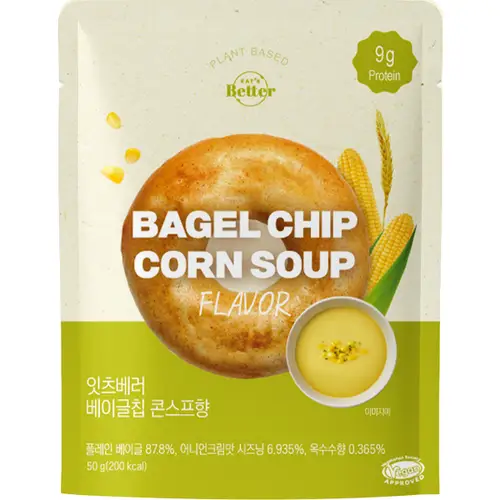 PLANT BASED
EAT'S
Better
9g
Protein
BAGEL CHIP
CORN SOUP
FLAVOR
잇츠베러
베이글칩 콘스프향
이미지예
플레인 베이글 87.8%, 어니언크림맛 시즈닝 6.935%, 옥수수향 0.365%
50 g (200 kcal)
Vegan
APPROVED